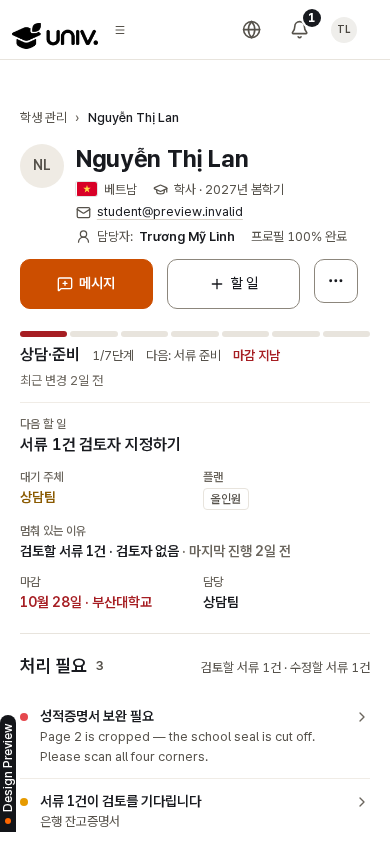 univ.
1
TL
학생 관리 › Nguyễn Thị Lan
NL
Nguyễn Thị Lan
베트남 학사 · 2027년 봄학기
student@preview.invalid
담당자: Trương Mỹ Linh 프로필 100% 완료
메시지
할 일
상담·준비 1/7단계 다음: 서류 준비 마감 지남
최근 변경 2일 전
다음 할 일
서류 1건 검토자 지정하기
대기 주체 플랜
상담팀 올인원
멈춰 있는 이유
검토할 서류 1건 · 검토자 없음 · 마지막 진행 2일 전
마감 담당
10월 28일 · 부산대학교 상담팀
처리 필요 3 검토할 서류 1건 · 수정할 서류 1건
성적증명서 보완 필요
Page 2 is cropped — the school seal is cut off.
Please scan all four corners.
서류 1건이 검토를 기다립니다
은행 잔고증명서
Design Preview